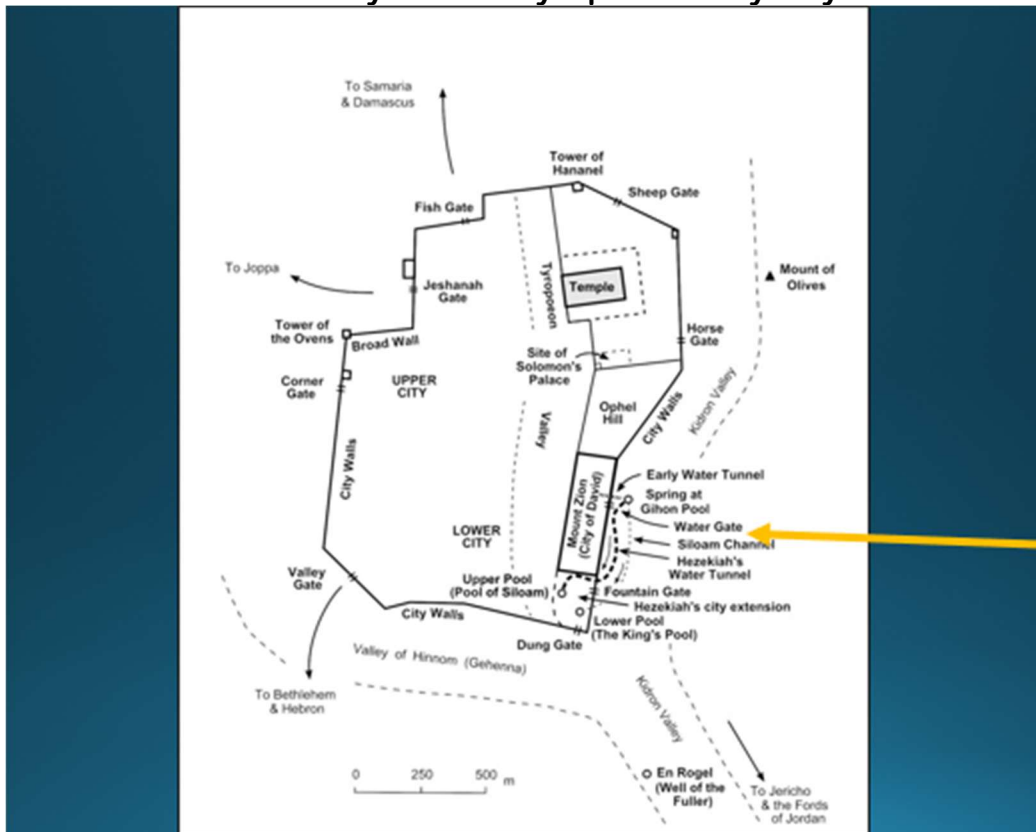 To Samaria
& Damascus
Tower of
Hananel
Sheep Gate
Fish Gate
To Joppa
Jeshanah
Gate
Tyropoeon
Temple
Mount of
Olives
Tower of
the Ovens
Broad Wall
Horse
Gate
Site of
Solomon's
Palace
Corner
Gate
UPPER
CITY
Ophel
Hill
City Walls
Kidron Valley
Valley
City Walls
Early Water Tunnel
Spring at
Gihon Pool
Mount Zion
(City of David)
Water Gate
LOWER
CITY
Siloam Channel
Hezekiah's
Water Tunnel
Valley
Gate
Upper Pool
(Pool of Siloam)
Fountain Gate
Hezekiah's city extension
City Walls
Lower Pool
(The King's Pool)
Dung Gate
Valley of Hinnom (Gehenna)
To Bethlehem
& Hebron
Kidron Valley
0 250 500 m
En Rogel
(Well of the
Fuller)
To Jericho
& the Fords
of Jordan